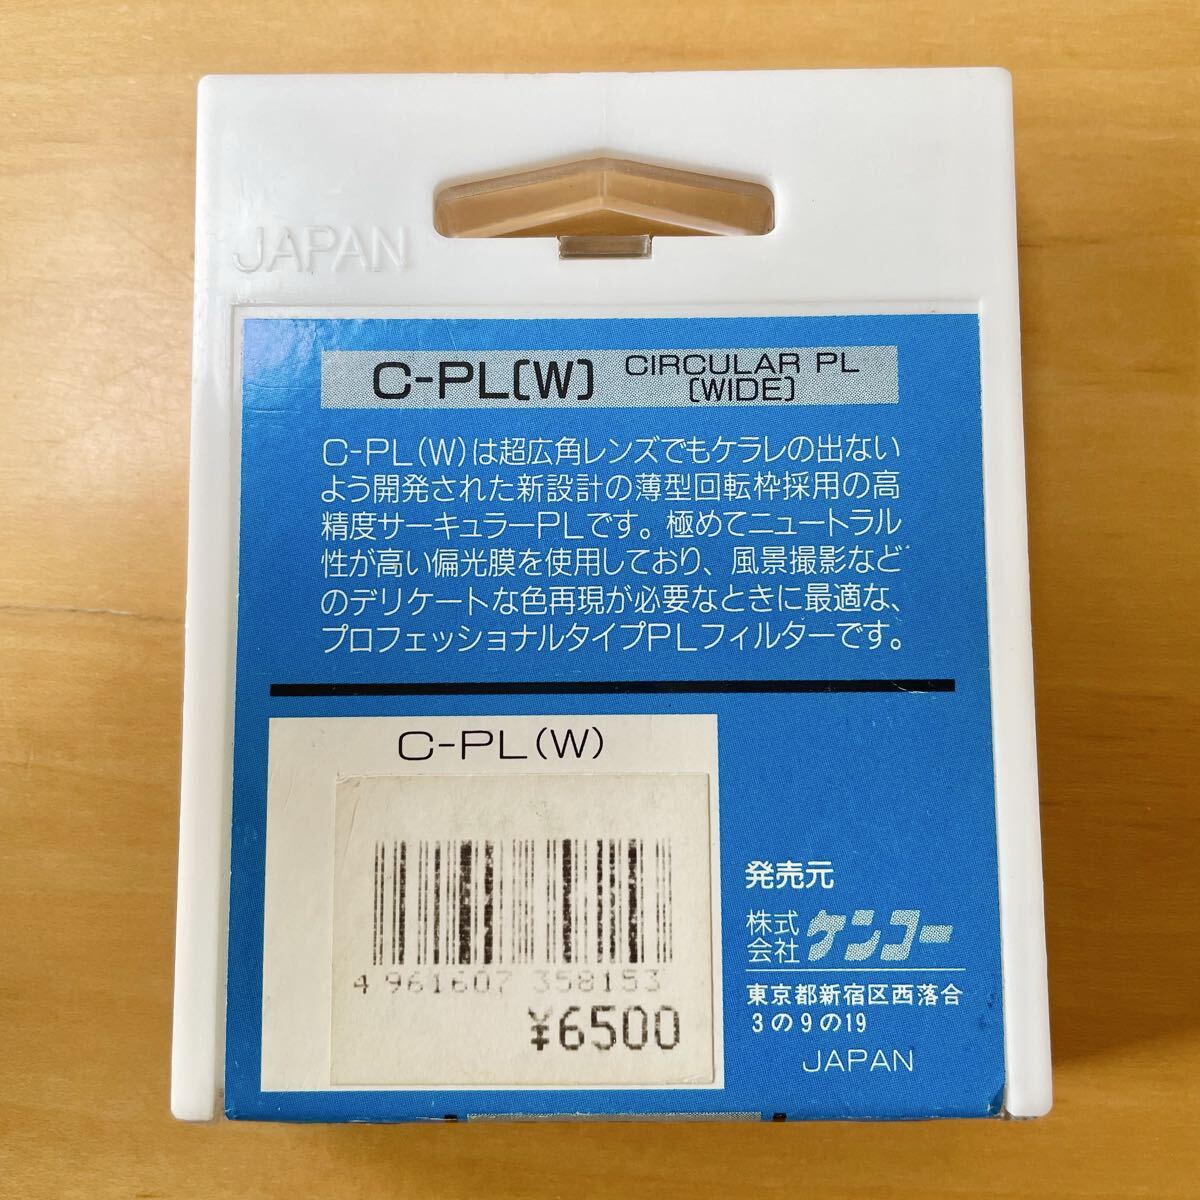 JAPAN
C-PL〔W〕 CIRCULAR PL
〔WIDE〕
C-PL(W)は超広角レンズでもケラレの出ない
よう開発された新設計の薄型回転枠採用の高
精度サーキュラーPLです。極めてニュートラル
性が高い偏光膜を使用しており、風景撮影など
のデリケートな色再現が必要なときに最適な、
プロフェッショナルタイプPLフィルターです。
C-PL(W)
4 961607 358153
¥6500
発売元
株式会社 ケンコー
東京都新宿区西落合
3の9の19
JAPAN